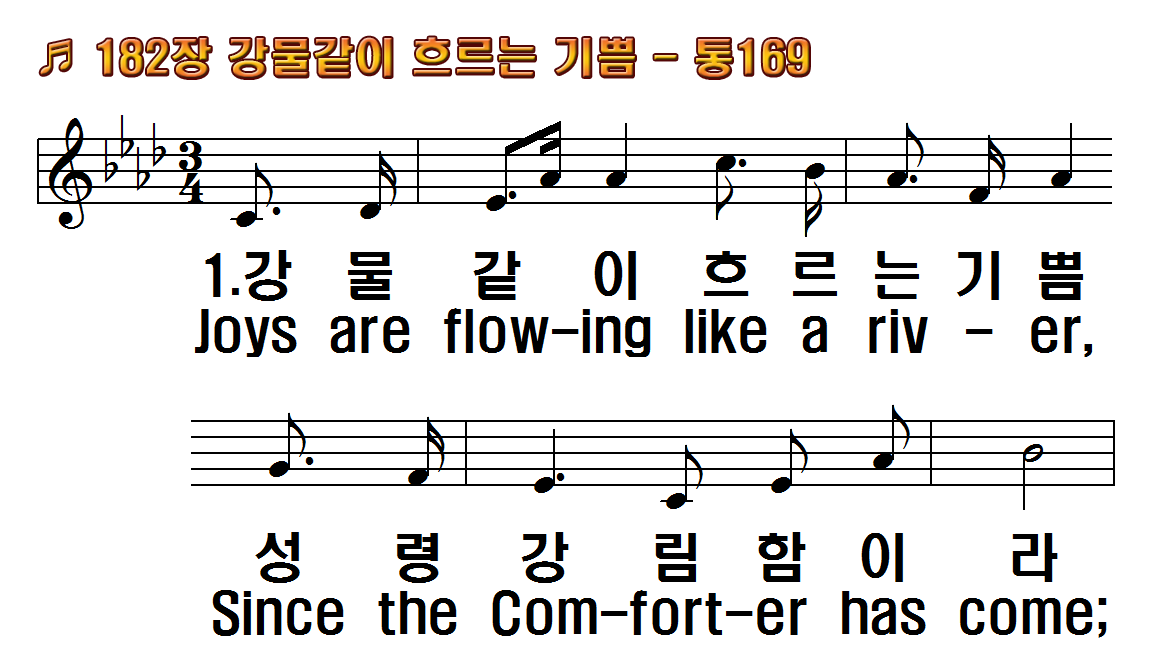 ♬ 182장 강물같이 흐르는 기쁨 - 통169
3
4
1.강 물 같 이 흐 르 는 기 쁨
Joys are flow-ing like a riv - er,
성 령 강 림 함 이 라
Since the Com-fort-er has come;